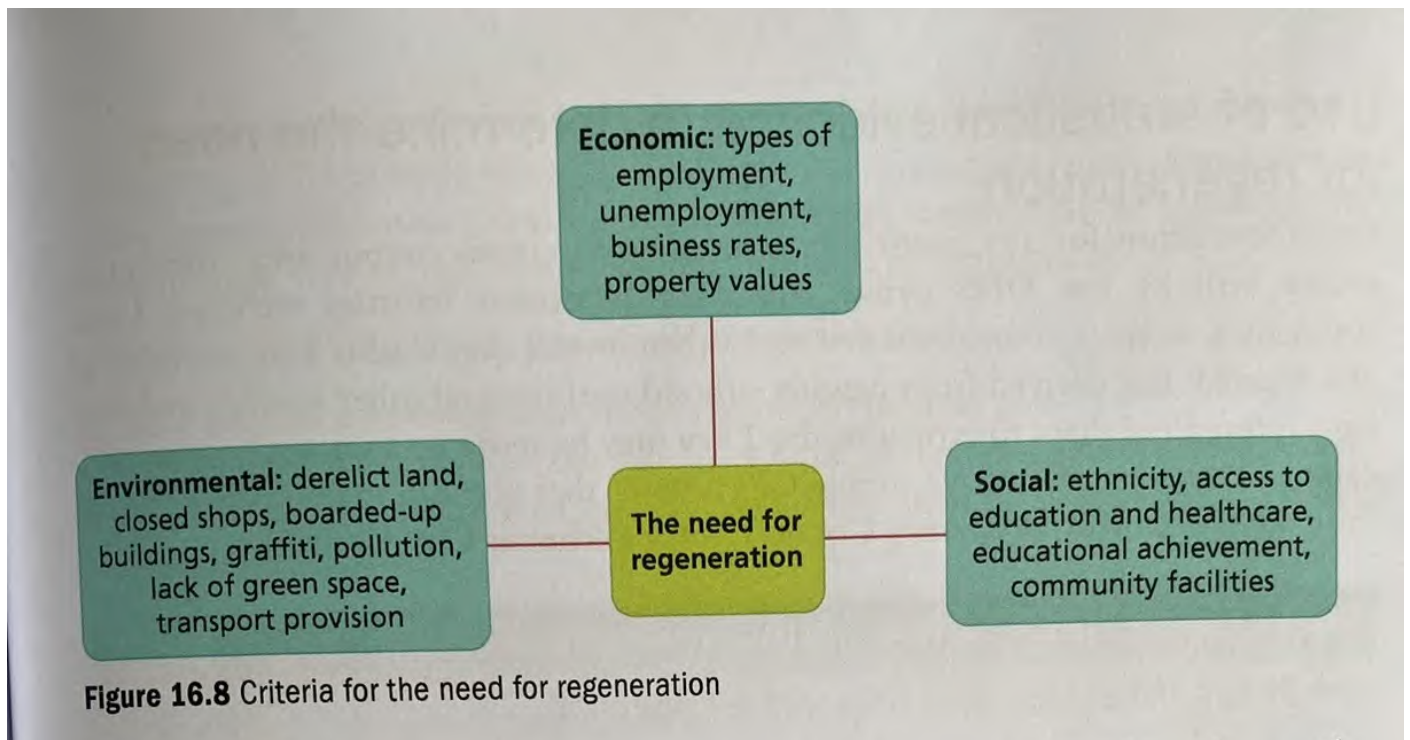 Economic: types of
employment,
unemployment,
business rates,
property values
Environmental: derelict land,
closed shops, boarded-up
buildings, graffiti, pollution,
lack of green space,
transport provision
The need for
regeneration
Social: ethnicity, access to
education and healthcare,
educational achievement,
community facilities
Figure 16.8 Criteria for the need for regeneration